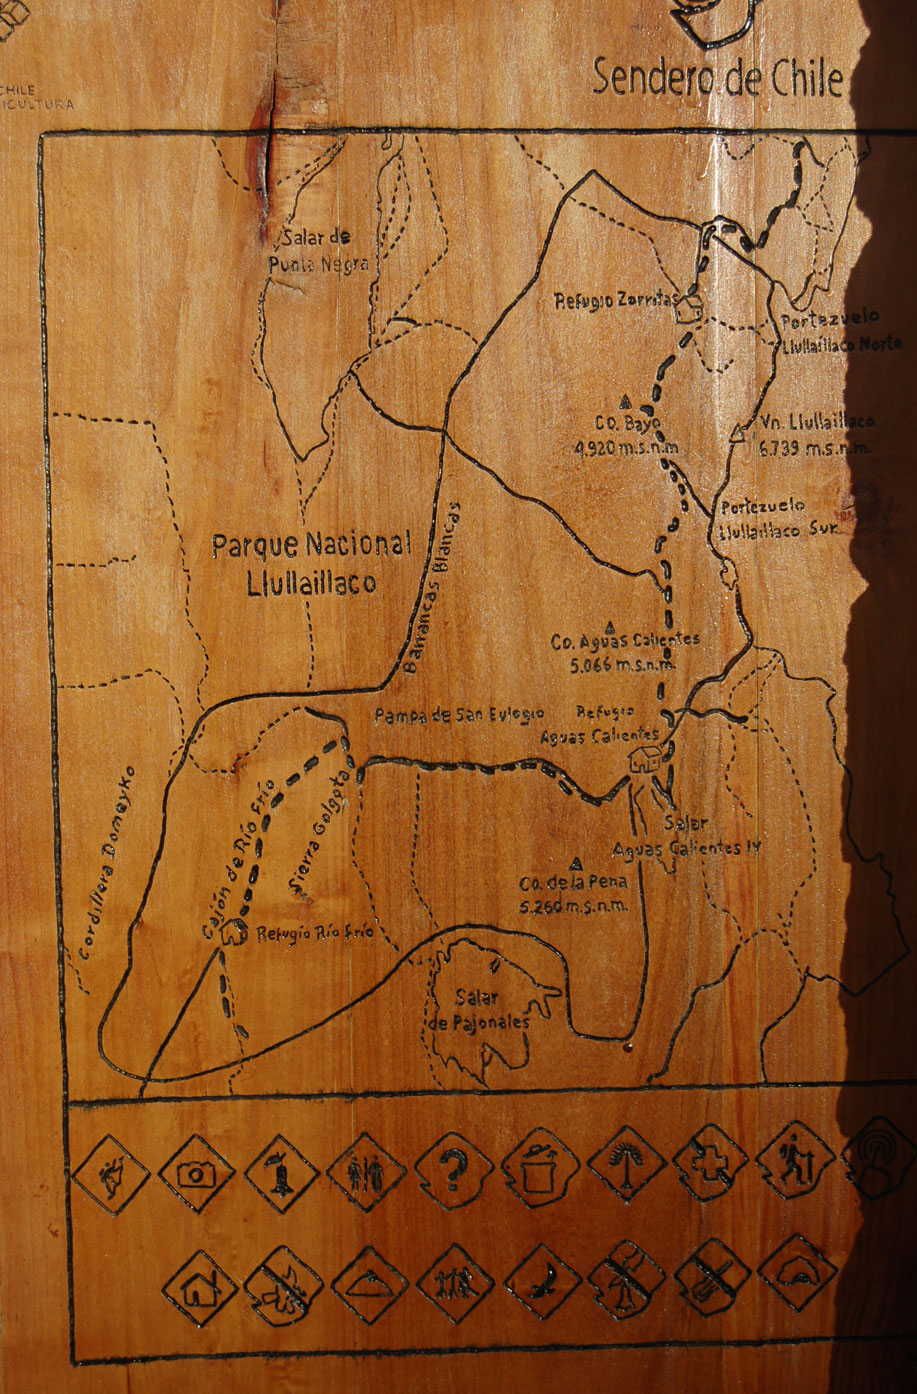 CHILE
ICULTURA
Sendero de Chile
Salar de
Punta Negra
Refugio Zorritas
Portezuelo
Llullaillaco Norte
Co. Bayo
4.920 m.s.n.m
Vn. Llullaillaco
6.739 m.s.n.m.
Portezuelo
Llullaillaco Sur
Parque Nacional
Llullaillaco
Barrancas Blancas
Co. Aguas Calientes
5.066 m.s.n.m.
Pampa de San Eulogio
Refugio
Aguas Calientes
Cordillera Domeyko
Cajón de Río Frío
Sierra Golgota
Salar
Aguas Calientes IV
Co. de la Pena
5.260 m.s.n.m.
Refugio Río frío
Salar
de Pajonales
?